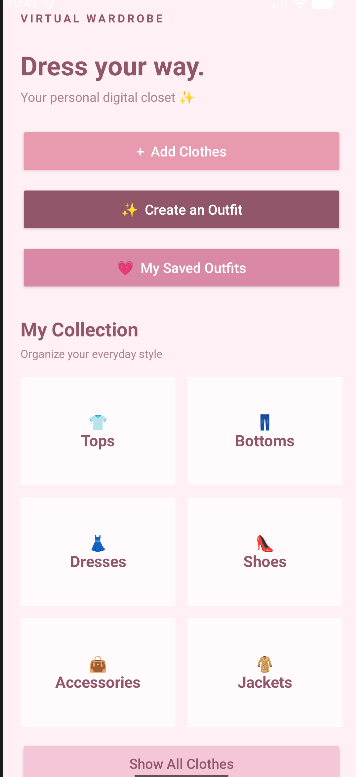 VIRTUAL WARDROBE
Dress your way.
Your personal digital closet ✨
+ Add Clothes
✨ Create an Outfit
💗 My Saved Outfits
My Collection
Organize your everyday style
Tops
Bottoms
Dresses
Shoes
Accessories
Jackets
Show All Clothes